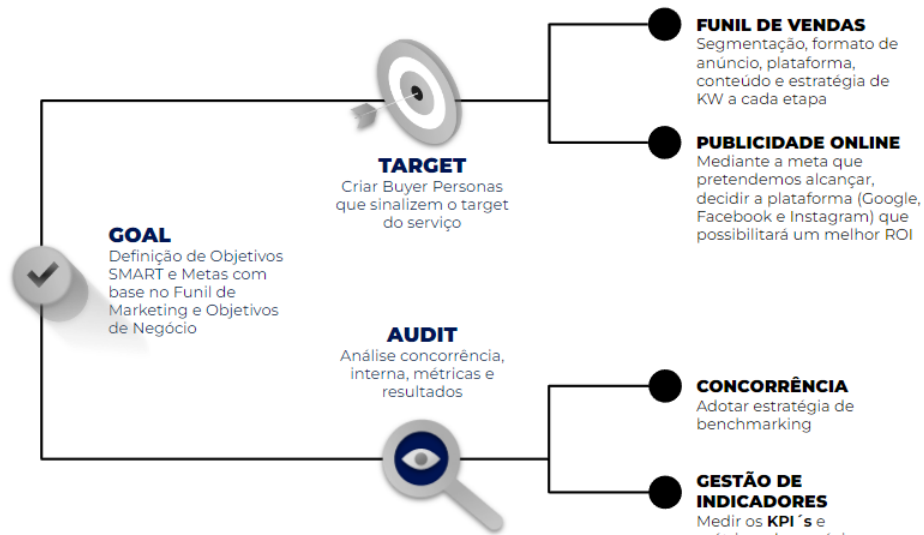 GOAL
Definição de Objetivos
SMART e Metas com
base no Funil de
Marketing e Objetivos
de Negócio
TARGET
Criar Buyer Personas
que sinalizem o target
do serviço
FUNIL DE VENDAS
Segmentação, formato de
anúncio, plataforma,
conteúdo e estratégia de
KW a cada etapa
PUBLICIDADE ONLINE
Mediante a meta que
pretendemos alcançar,
decidir a plataforma (Google,
Facebook e Instagram) que
possibilitará um melhor ROI
AUDIT
Análise concorrência,
interna, métricas e
resultados
CONCORRÊNCIA
Adotar estratégia de
benchmarking
GESTÃO DE
INDICADORES
Medir os KPI´s e